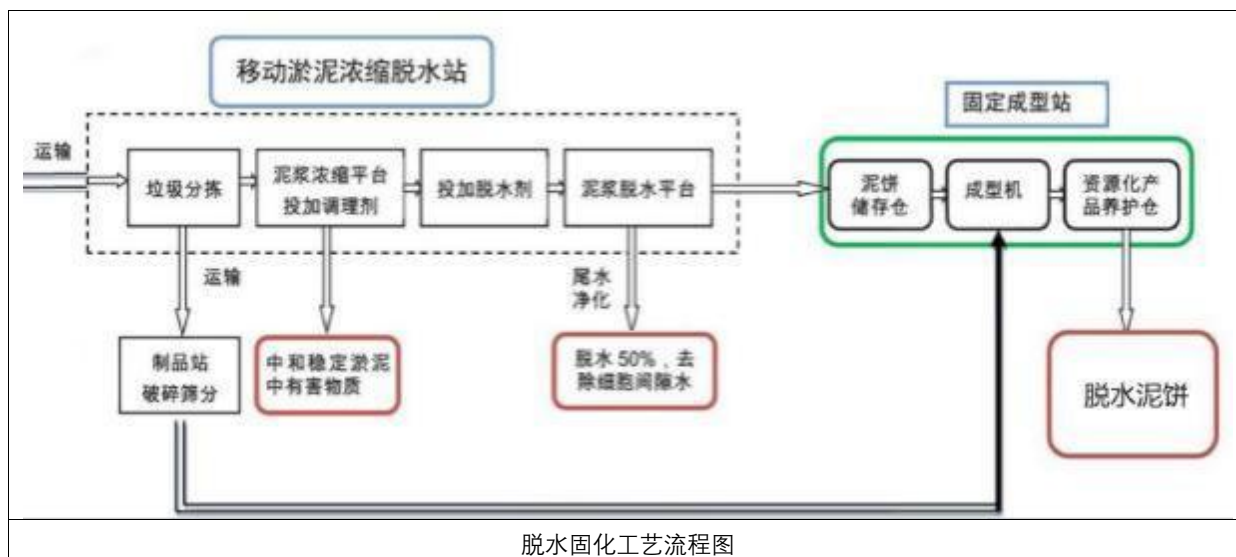 移动淤泥浓缩脱水站
固定成型站
运输
垃圾分拣
泥浆浓缩平台
投加调理剂
投加脱水剂
泥浆脱水平台
泥饼
储存仓
成型机
资源化产
品养护仓
运输
尾水
净化
制品站
破碎筛分
中和稳定淤泥
中有害物质
脱水 50%，去
除细胞间隙水
脱水泥饼
脱水固化工艺流程图